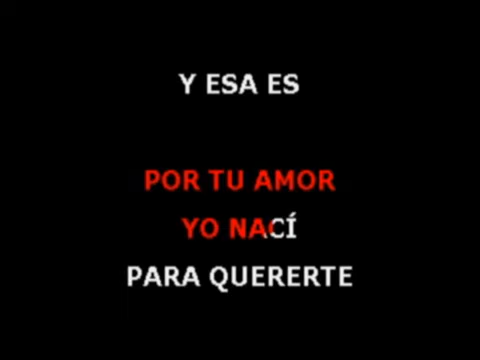 Y ESA ES
POR TU AMOR
YO NACÍ
PARA QUERERTE